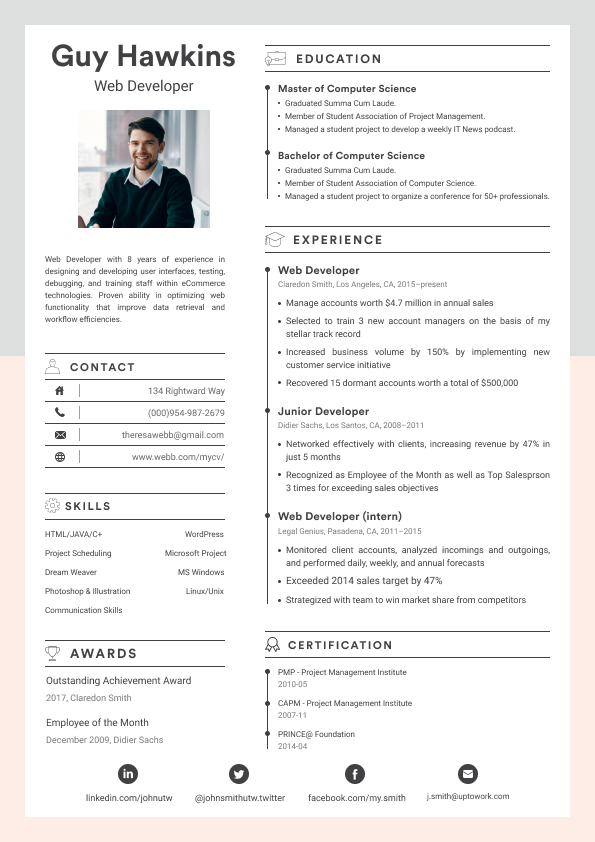 Guy Hawkins
Web Developer
Web Developer with 8 years of experience in
designing and developing user interfaces, testing,
debugging, and training staff within eCommerce
technologies. Proven ability in optimizing web
functionality that improve data retrieval and
workflow efficiencies.
CONTACT
134 Rightward Way
(000)954-987-2679
theresawebb@gmail.com
www.webb.com/mycv/
SKILLS
HTML/JAVA/C+ WordPress
Project Scheduling Microsoft Project
Dream Weaver MS Windows
Photoshop & Illustration Linux/Unix
Communication Skills
AWARDS
Outstanding Achievement Award
2017, Claredon Smith
Employee of the Month
December 2009, Didier Sachs
EDUCATION
Master of Computer Science
• Graduated Summa Cum Laude.
• Member of Student Association of Project Management.
• Managed a student project to develop a weekly IT News podcast.
Bachelor of Computer Science
• Graduated Summa Cum Laude.
• Member of Student Association of Computer Science.
• Managed a student project to organize a conference for 50+ professionals.
EXPERIENCE
Web Developer
Claredon Smith, Los Angeles, CA, 2015–present
• Manage accounts worth $4.7 million in annual sales
• Selected to train 3 new account managers on the basis of my
stellar track record
• Increased business volume by 150% by implementing new
customer service initiative
• Recovered 15 dormant accounts worth a total of $500,000
Junior Developer
Didier Sachs, Los Santos, CA, 2008–2011
• Networked effectively with clients, increasing revenue by 47% in
just 5 months
• Recognized as Employee of the Month as well as Top Salesprson
3 times for exceeding sales objectives
Web Developer (intern)
Legal Genius, Pasadena, CA, 2011–2015
• Monitored client accounts, analyzed incomings and outgoings,
and performed daily, weekly, and annual forecasts
• Exceeded 2014 sales target by 47%
• Strategized with team to win market share from competitors
CERTIFICATION
PMP - Project Management Institute
2010-05
CAPM - Project Management Institute
2007-11
PRINCE@ Foundation
2014-04
linkedin.com/johnutw
@johnsmithutw.twitter
facebook.com/my.smith
j.smith@uptowork.com